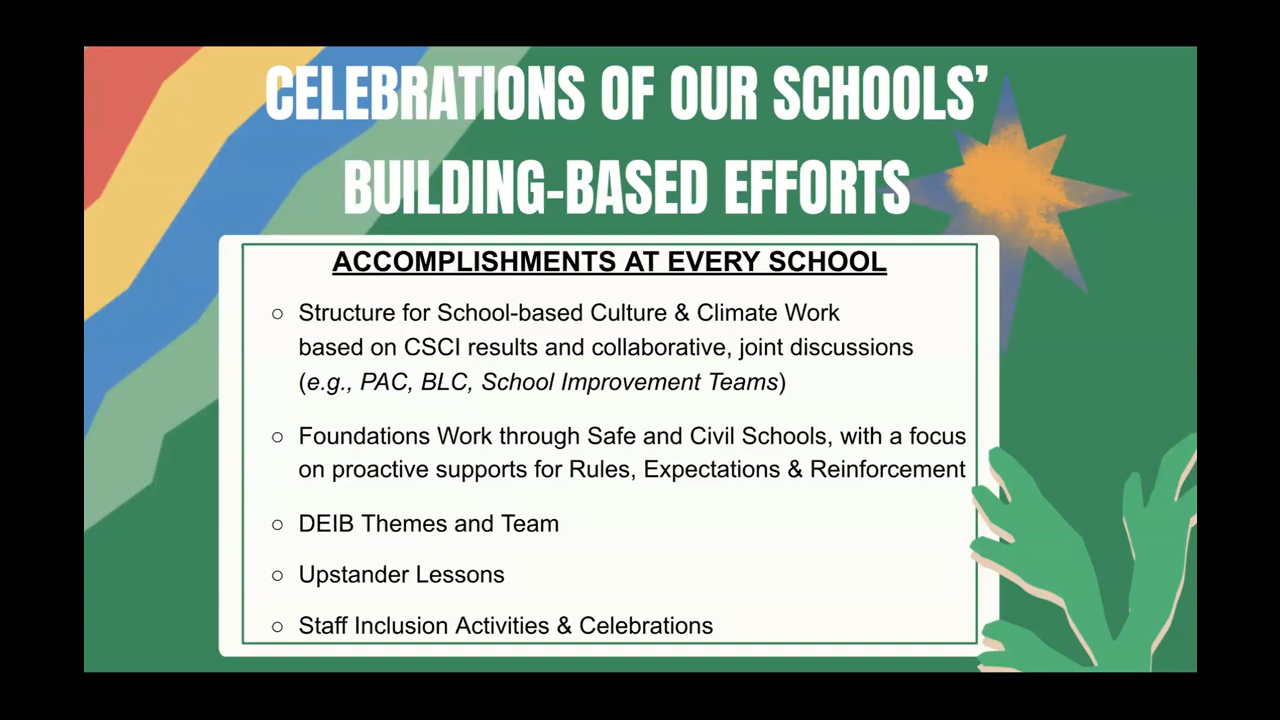 CELEBRATIONS OF OUR SCHOOLS’
BUILDING-BASED EFFORTS
ACCOMPLISHMENTS AT EVERY SCHOOL
○ Structure for School-based Culture & Climate Work
based on CSCI results and collaborative, joint discussions
(e.g., PAC, BLC, School Improvement Teams)
○ Foundations Work through Safe and Civil Schools, with a focus
on proactive supports for Rules, Expectations & Reinforcement
○ DEIB Themes and Team
○ Upstander Lessons
○ Staff Inclusion Activities & Celebrations